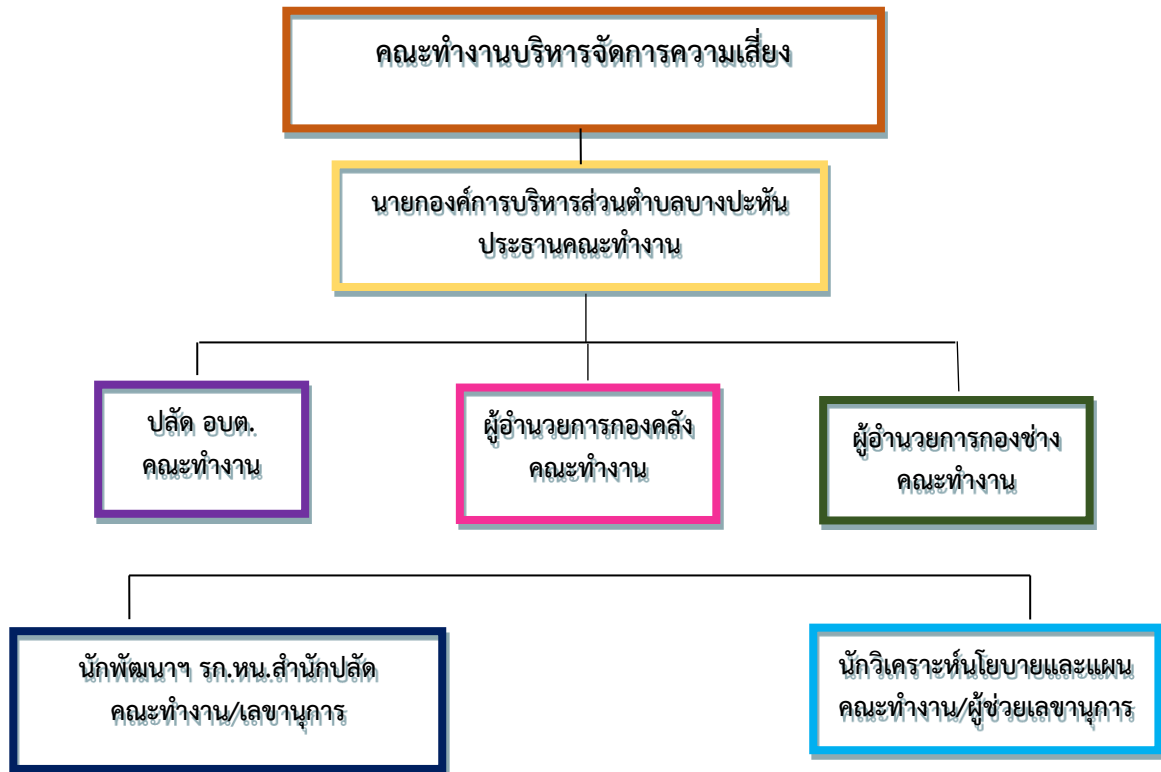 คณะทำงานบริหารจัดการความเสี่ยง
นายกองค์การบริหารส่วนตำบลบางปะหัน
ประธานคณะทำงาน
ปลัด อบต.
คณะทำงาน
ผู้อำนวยการกองคลัง
คณะทำงาน
ผู้อำนวยการกองช่าง
คณะทำงาน
นักพัฒนาฯ รก.หน.สำนักปลัด
คณะทำงาน/เลขานุการ
นักวิเคราะห์นโยบายและแผน
คณะทำงาน/ผู้ช่วยเลขานุการ